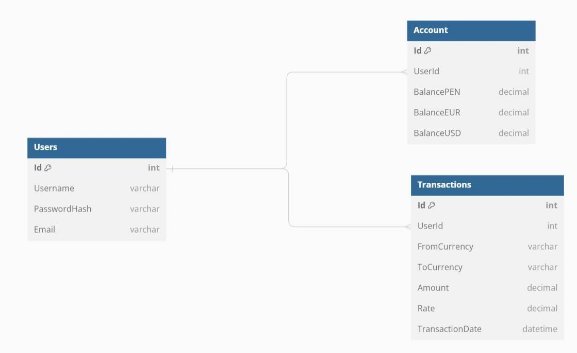 Users
Id int
Username varchar
PasswordHash varchar
Email varchar
Account
Id int
UserId int
BalancePEN decimal
BalanceEUR decimal
BalanceUSD decimal
Transactions
Id int
UserId int
FromCurrency varchar
ToCurrency varchar
Amount decimal
Rate decimal
TransactionDate datetime